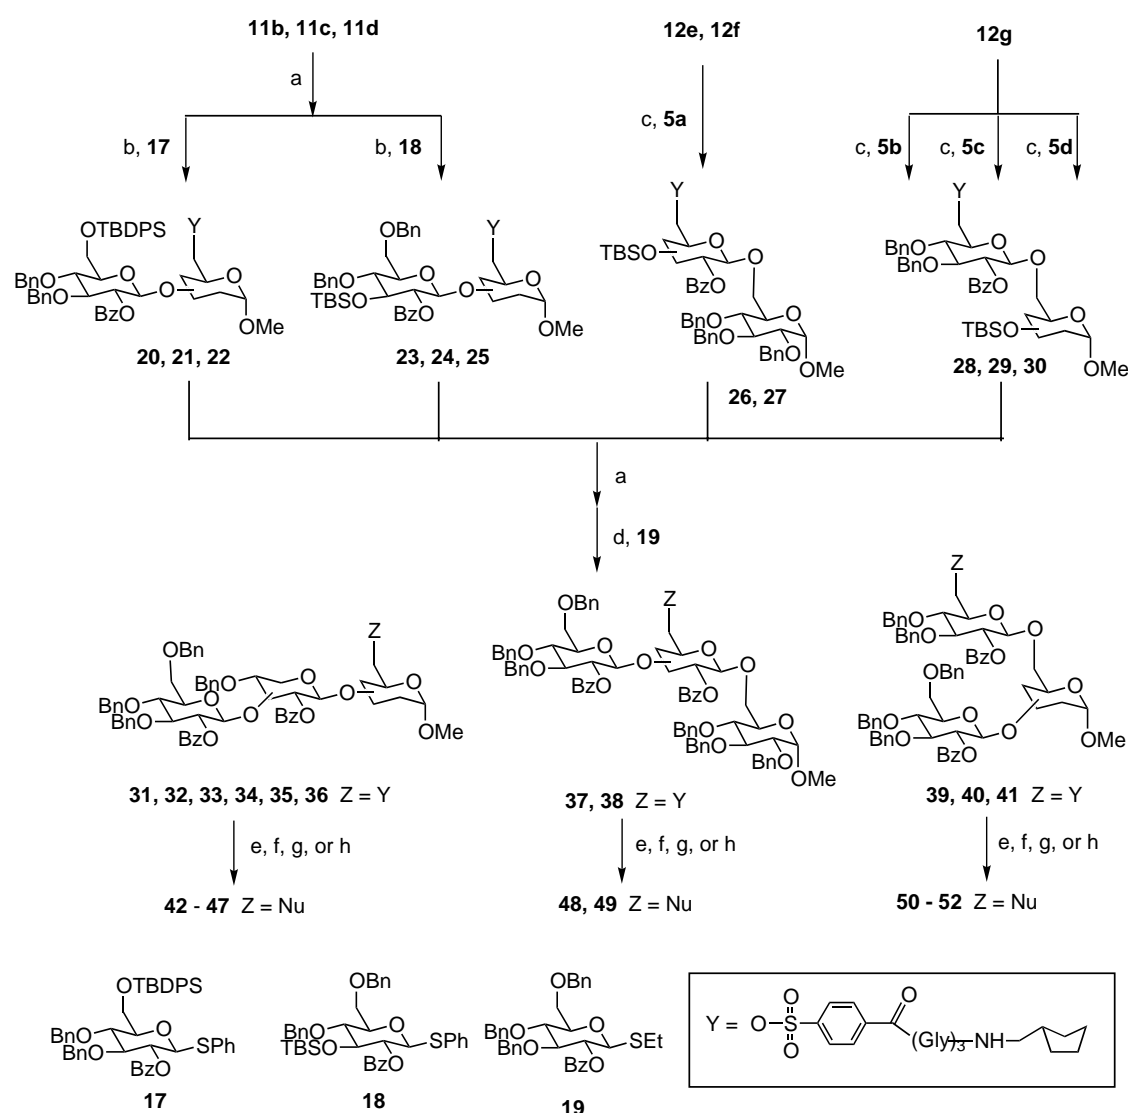 11b, 11c, 11d
12e, 12f
12g
a
b, 17
b, 18
c, 5a
c, 5b
c, 5c
c, 5d
OTBDPS
Y
BnO
BnO
BzO
O
O
O
OMe
20, 21, 22
OBn
Y
BnO
TBSO
BzO
O
O
O
OMe
23, 24, 25
Y
TBSO
O
O
BzO
BnO
BnO
BnO
O
OMe
26, 27
Y
BnO
BnO
BzO
O
O
TBSO
O
OMe
28, 29, 30
a
d, 19
OBn
BnO
BnO
BzO
O
O
BnO
O
BzO
O
Z
O
OMe
31, 32, 33, 34, 35, 36 Z = Y
e, f, g, or h
42 - 47 Z = Nu
OBn
Z
BnO
BnO
BzO
O
O
O
O
BzO
BnO
BnO
BnO
O
OMe
37, 38 Z = Y
e, f, g, or h
48, 49 Z = Nu
Z
BnO
BnO
BzO
O
O
OBn
BnO
BnO
BzO
O
O
O
OMe
39, 40, 41 Z = Y
e, f, g, or h
50 - 52 Z = Nu
OTBDPS
BnO
BnO
BzO
O
SPh
17
OBn
BnO
TBSO
BzO
O
SPh
18
OBn
BnO
BnO
BzO
O
SEt
19
Y = O
O
S
O
O
(Gly)3
NH